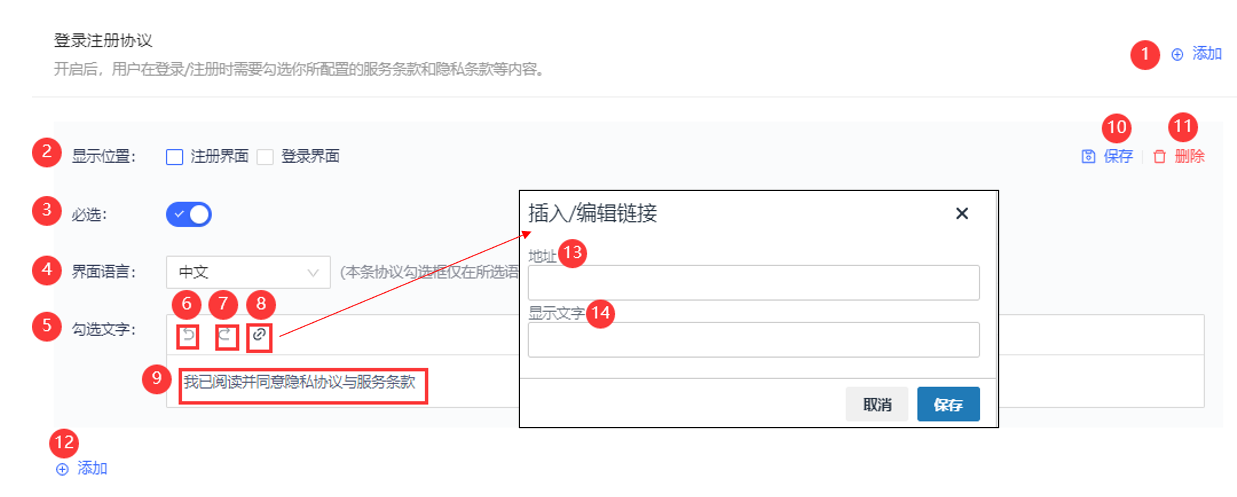 登录注册协议
1 添加
开启后，用户在登录/注册时需要勾选你所配置的服务条款和隐私条款等内容。
10 11
2 显示位置： 注册界面 登录界面 保存 删除
3 必选：
插入/编辑链接
地址 13
4 界面语言： 中文 (本条协议勾选框仅在所选语
6 7 8
显示文字 14
5 勾选文字：
9 我已阅读并同意隐私协议与服务条款
取消 保存
12
添加